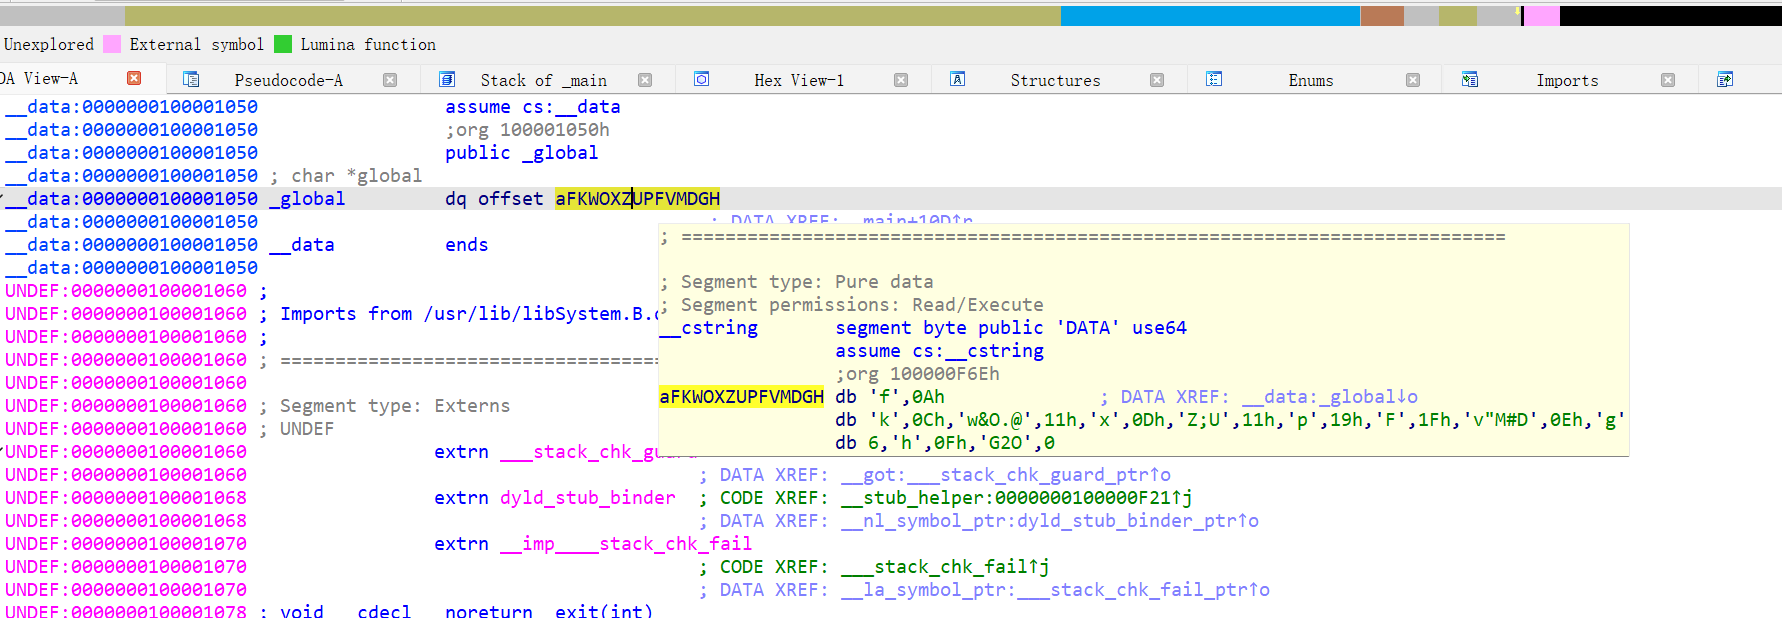 Unexplored External symbol Lumina function
DA View-A Pseudocode-A Stack of _main Hex View-1 Structures Enums Imports
__data:0000000100001050 assume cs:__data
__data:0000000100001050 ;org 100001050h
__data:0000000100001050 public _global
__data:0000000100001050 ; char *global
__data:0000000100001050 _global dq offset aFKWOXZUPFVMDGH
__data:0000000100001050 ; DATA XREF: _main+10D↑r
__data:0000000100001050 __data ends
__data:0000000100001050
UNDEF:0000000100001060 ;
UNDEF:0000000100001060 ; Imports from /usr/lib/libSystem.B.
UNDEF:0000000100001060 ;
UNDEF:0000000100001060 ; ===================================
UNDEF:0000000100001060
UNDEF:0000000100001060 ; Segment type: Externs
UNDEF:0000000100001060 ; UNDEF
UNDEF:0000000100001060 extrn ___stack_chk_guard
UNDEF:0000000100001060 ; DATA XREF: __got:___stack_chk_guard_ptr↑o
UNDEF:0000000100001068 extrn dyld_stub_binder ; CODE XREF: __stub_helper:0000000100000F21↑j
UNDEF:0000000100001068 ; DATA XREF: __nl_symbol_ptr:dyld_stub_binder_ptr↑o
UNDEF:0000000100001070 extrn __imp____stack_chk_fail
UNDEF:0000000100001070 ; CODE XREF: ___stack_chk_fail↑j
UNDEF:0000000100001070 ; DATA XREF: __la_symbol_ptr:___stack_chk_fail_ptr↑o
UNDEF:0000000100001078 ; void __cdecl __noreturn _exit(int)
; ===========================================================================
; Segment type: Pure data
; Segment permissions: Read/Execute
__cstring segment byte public 'DATA' use64
assume cs:__cstring
;org 100000F6Eh
aFKWOXZUPFVMDGH db 'f',0Ah ; DATA XREF: __data:_global↓o
db 'k',0Ch,'w&O.@',11h,'x',0Dh,'Z;U',11h,'p',19h,'F',1Fh,'v"M#D',0Eh,'g'
db 6,'h',0Fh,'G2O',0